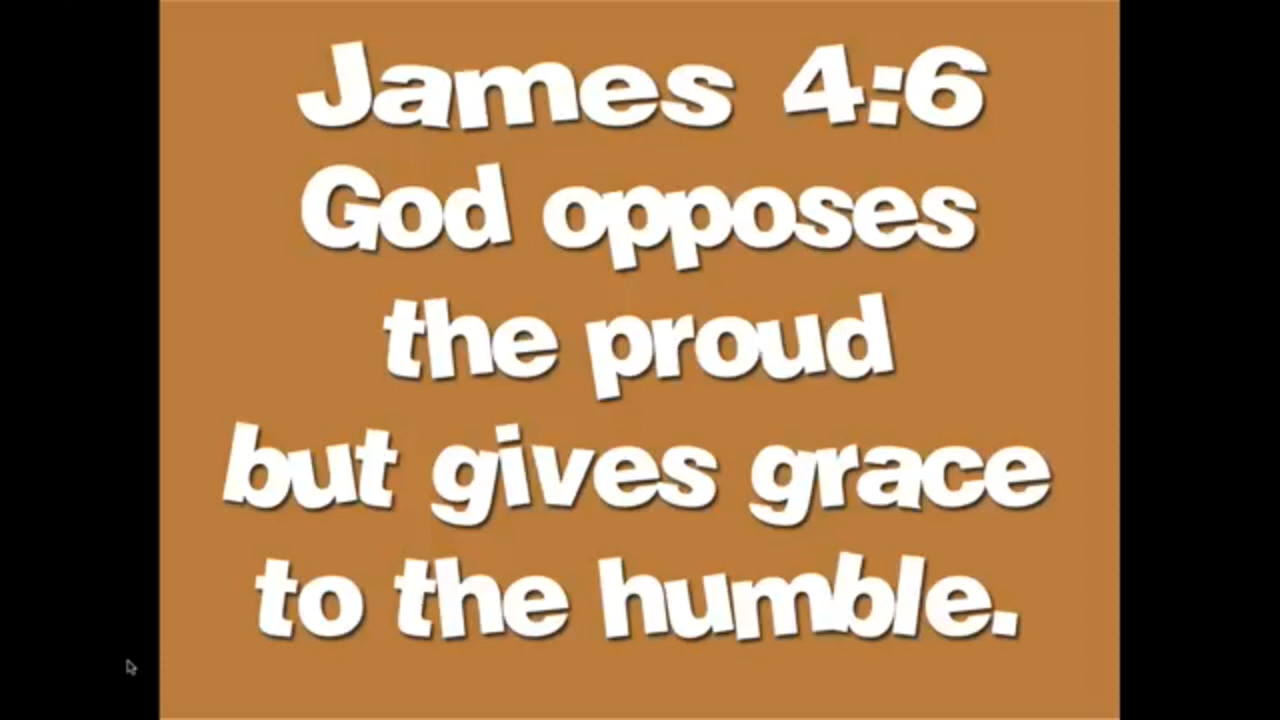 James 4:6
God opposes
the proud
but gives grace
to the humble.